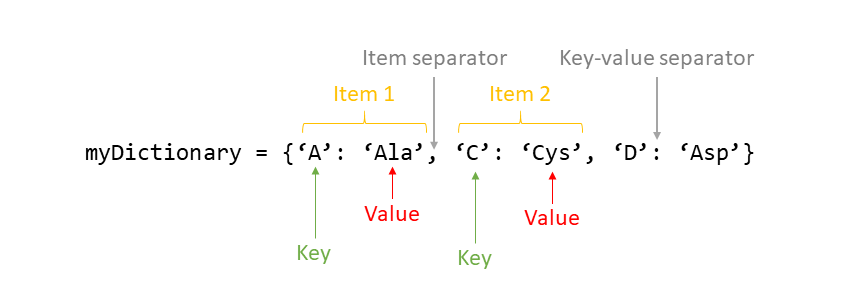 Item separator Key-value separator
Item 1 Item 2
myDictionary = {‘A’: ‘Ala’, ‘C’: ‘Cys’, ‘D’: ‘Asp’}
Value Value
Key Key